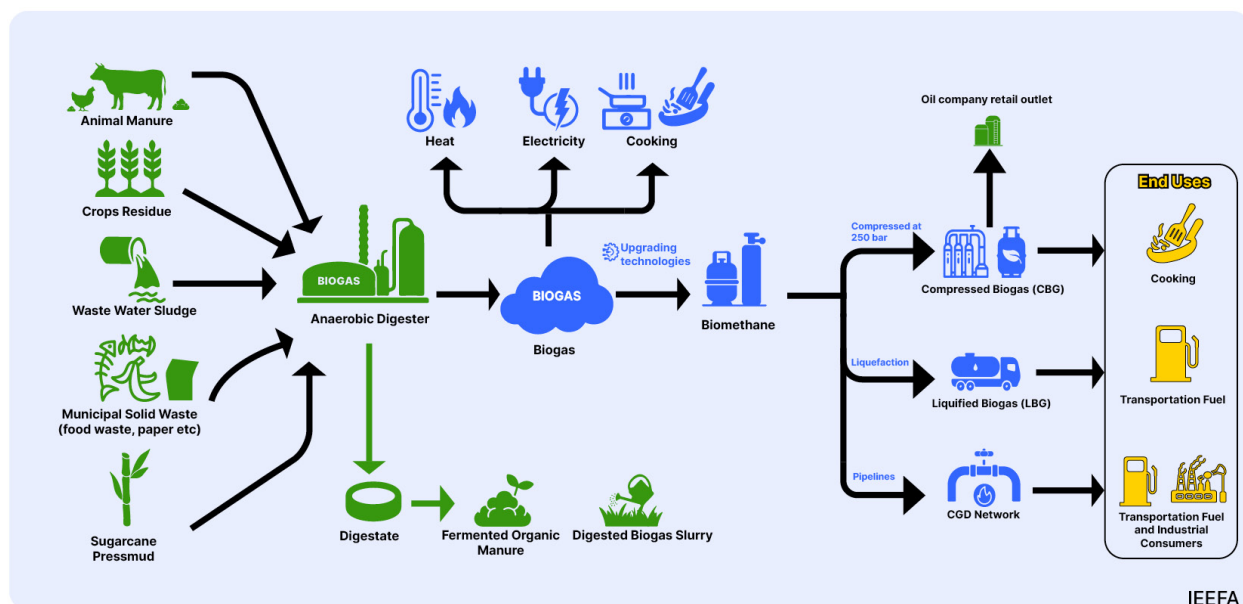 Animal Manure
Crops Residue
Waste Water Sludge
Municipal Solid Waste
(food waste, paper etc)
Sugarcane
Pressmud
BIOGAS
Anaerobic Digester
Digestate
Fermented Organic
Manure
Digested Biogas Slurry
Heat
Electricity
Cooking
BIOGAS
Biogas
Upgrading
technologies
Biomethane
Compressed at
250 bar
Liquefaction
Pipelines
Oil company retail outlet
Compressed Biogas (CBG)
Liquified Biogas (LBG)
CGD Network
End Uses
Cooking
Transportation Fuel
Transportation Fuel
and Industrial
Consumers
IEEFA